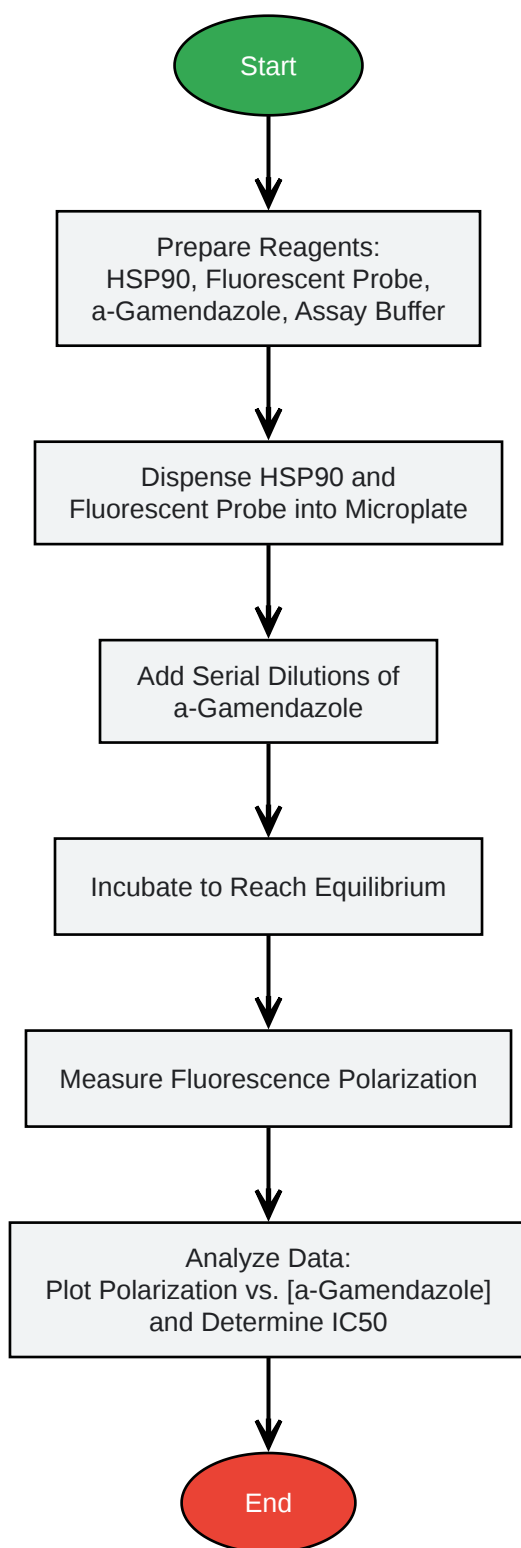 Start
Prepare Reagents:
HSP90, Fluorescent Probe,
a-Gamendazole, Assay Buffer
Dispense HSP90 and
Fluorescent Probe into Microplate
Add Serial Dilutions of
a-Gamendazole
Incubate to Reach Equilibrium
Measure Fluorescence Polarization
Analyze Data:
Plot Polarization vs. [a-Gamendazole]
and Determine IC50
End